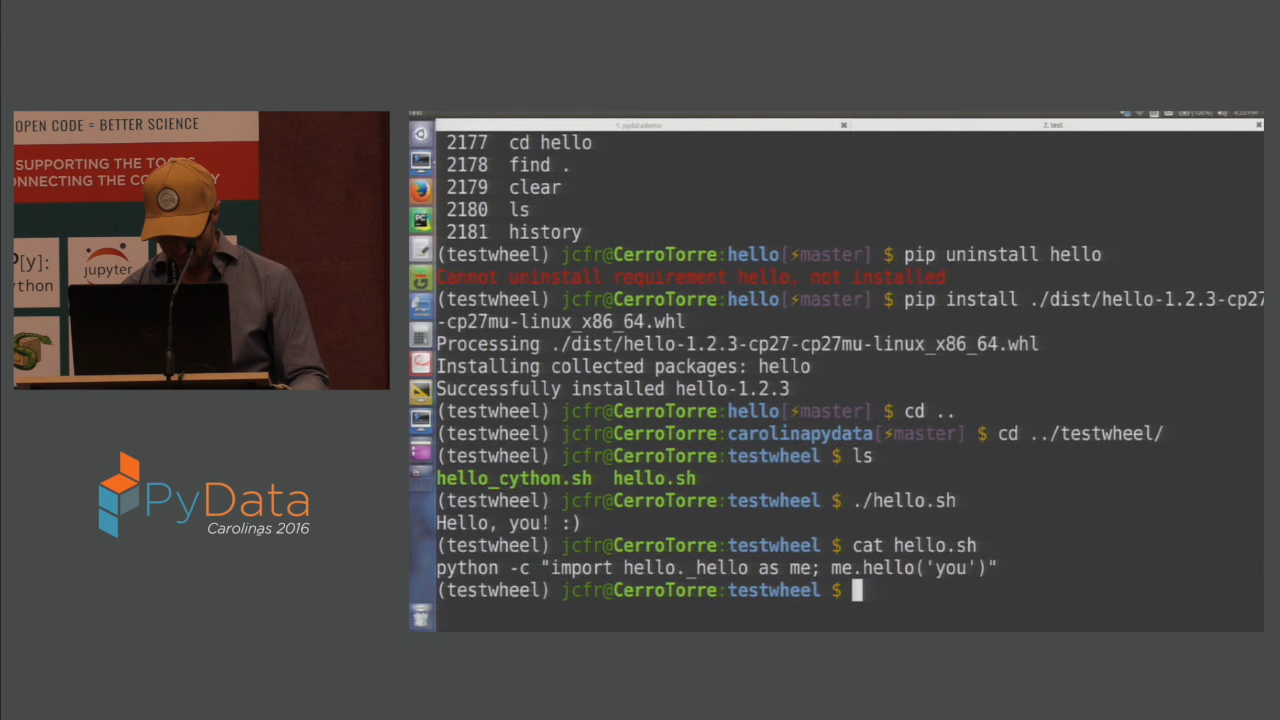 OPEN CODE = BETTER SCIENCE
SUPPORTING THE TO S
NNECTING THE CO Y
P[y]:
ython
jupyter
PyData
Carolinas 2016
1. pydatademo
2. test
2177 cd hello
2178 find .
2179 clear
2180 ls
2181 history
(testwheel) jcfr@CerroTorre:hello[⚡master] $ pip uninstall hello
Cannot uninstall requirement hello, not installed
(testwheel) jcfr@CerroTorre:hello[⚡master] $ pip install ./dist/hello-1.2.3-cp27
-cp27mu-linux_x86_64.whl
Processing ./dist/hello-1.2.3-cp27-cp27mu-linux_x86_64.whl
Installing collected packages: hello
Successfully installed hello-1.2.3
(testwheel) jcfr@CerroTorre:hello[⚡master] $ cd ..
(testwheel) jcfr@CerroTorre:carolinapydata[⚡master] $ cd ../testwheel/
(testwheel) jcfr@CerroTorre:testwheel $ ls
hello_cython.sh hello.sh
(testwheel) jcfr@CerroTorre:testwheel $ ./hello.sh
Hello, you! :)
(testwheel) jcfr@CerroTorre:testwheel $ cat hello.sh
python -c "import hello._hello as me; me.hello('you')"
(testwheel) jcfr@CerroTorre:testwheel $